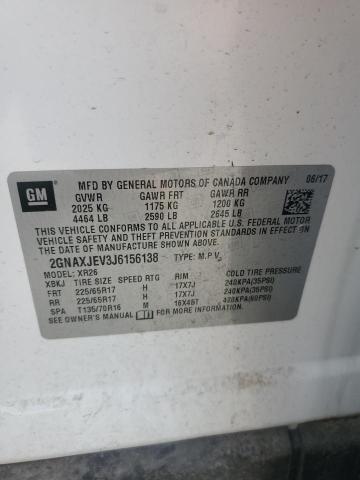 GM
MFD BY GENERAL MOTORS OF CANADA COMPANY 06/17
GVWR GAWR FRT GAWR RR
2025 KG 1175 KG 1200 KG
4464 LB 2590 LB 2645 LB
THIS VEHICLE CONFORMS TO ALL APPLICABLE U.S. FEDERAL MOTOR
VEHICLE SAFETY, BUMPER, AND THEFT PREVENTION STANDARDS IN EFFECT ON
THE DATE OF MANUFACTURE SHOWN ABOVE.
2GNAXJEV3J6156138 TYPE: M.P.V.
MODEL: XR26
XBKJ TIRE SIZE SPEED RTG RIM COLD TIRE PRESSURE
FRT 225/65R17 H 17X7J 240KPA(35PSI)
RR 225/65R17 H 17X7J 240KPA(35PSI)
SPA T135/70R16 M 16X4BT 420KPA(60PSI)
SEE OWNER'S MANUAL FOR MORE INFORMATION.